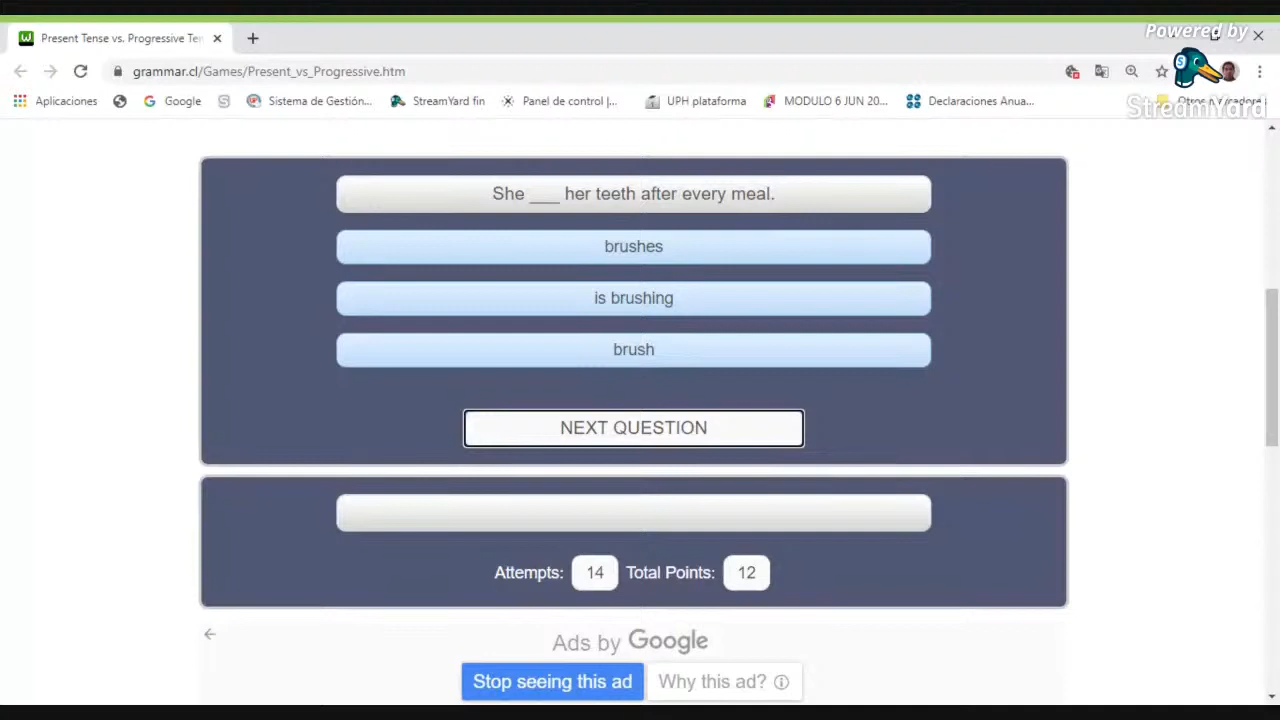 Present Tense vs. Progressive Ten
Powered by
grammar.cl/Games/Present_vs_Progressive.htm
Aplicaciones
Google
Sistema de Gestión...
StreamYard fin
Panel de control |...
UPH plataforma
MODULO 6 JUN 20...
Declaraciones Anua...
Otros marcadores
StreamYard
She ___ her teeth after every meal.
brushes
is brushing
brush
NEXT QUESTION
Attempts: 14 Total Points: 12
Ads by Google
Stop seeing this ad
Why this ad?